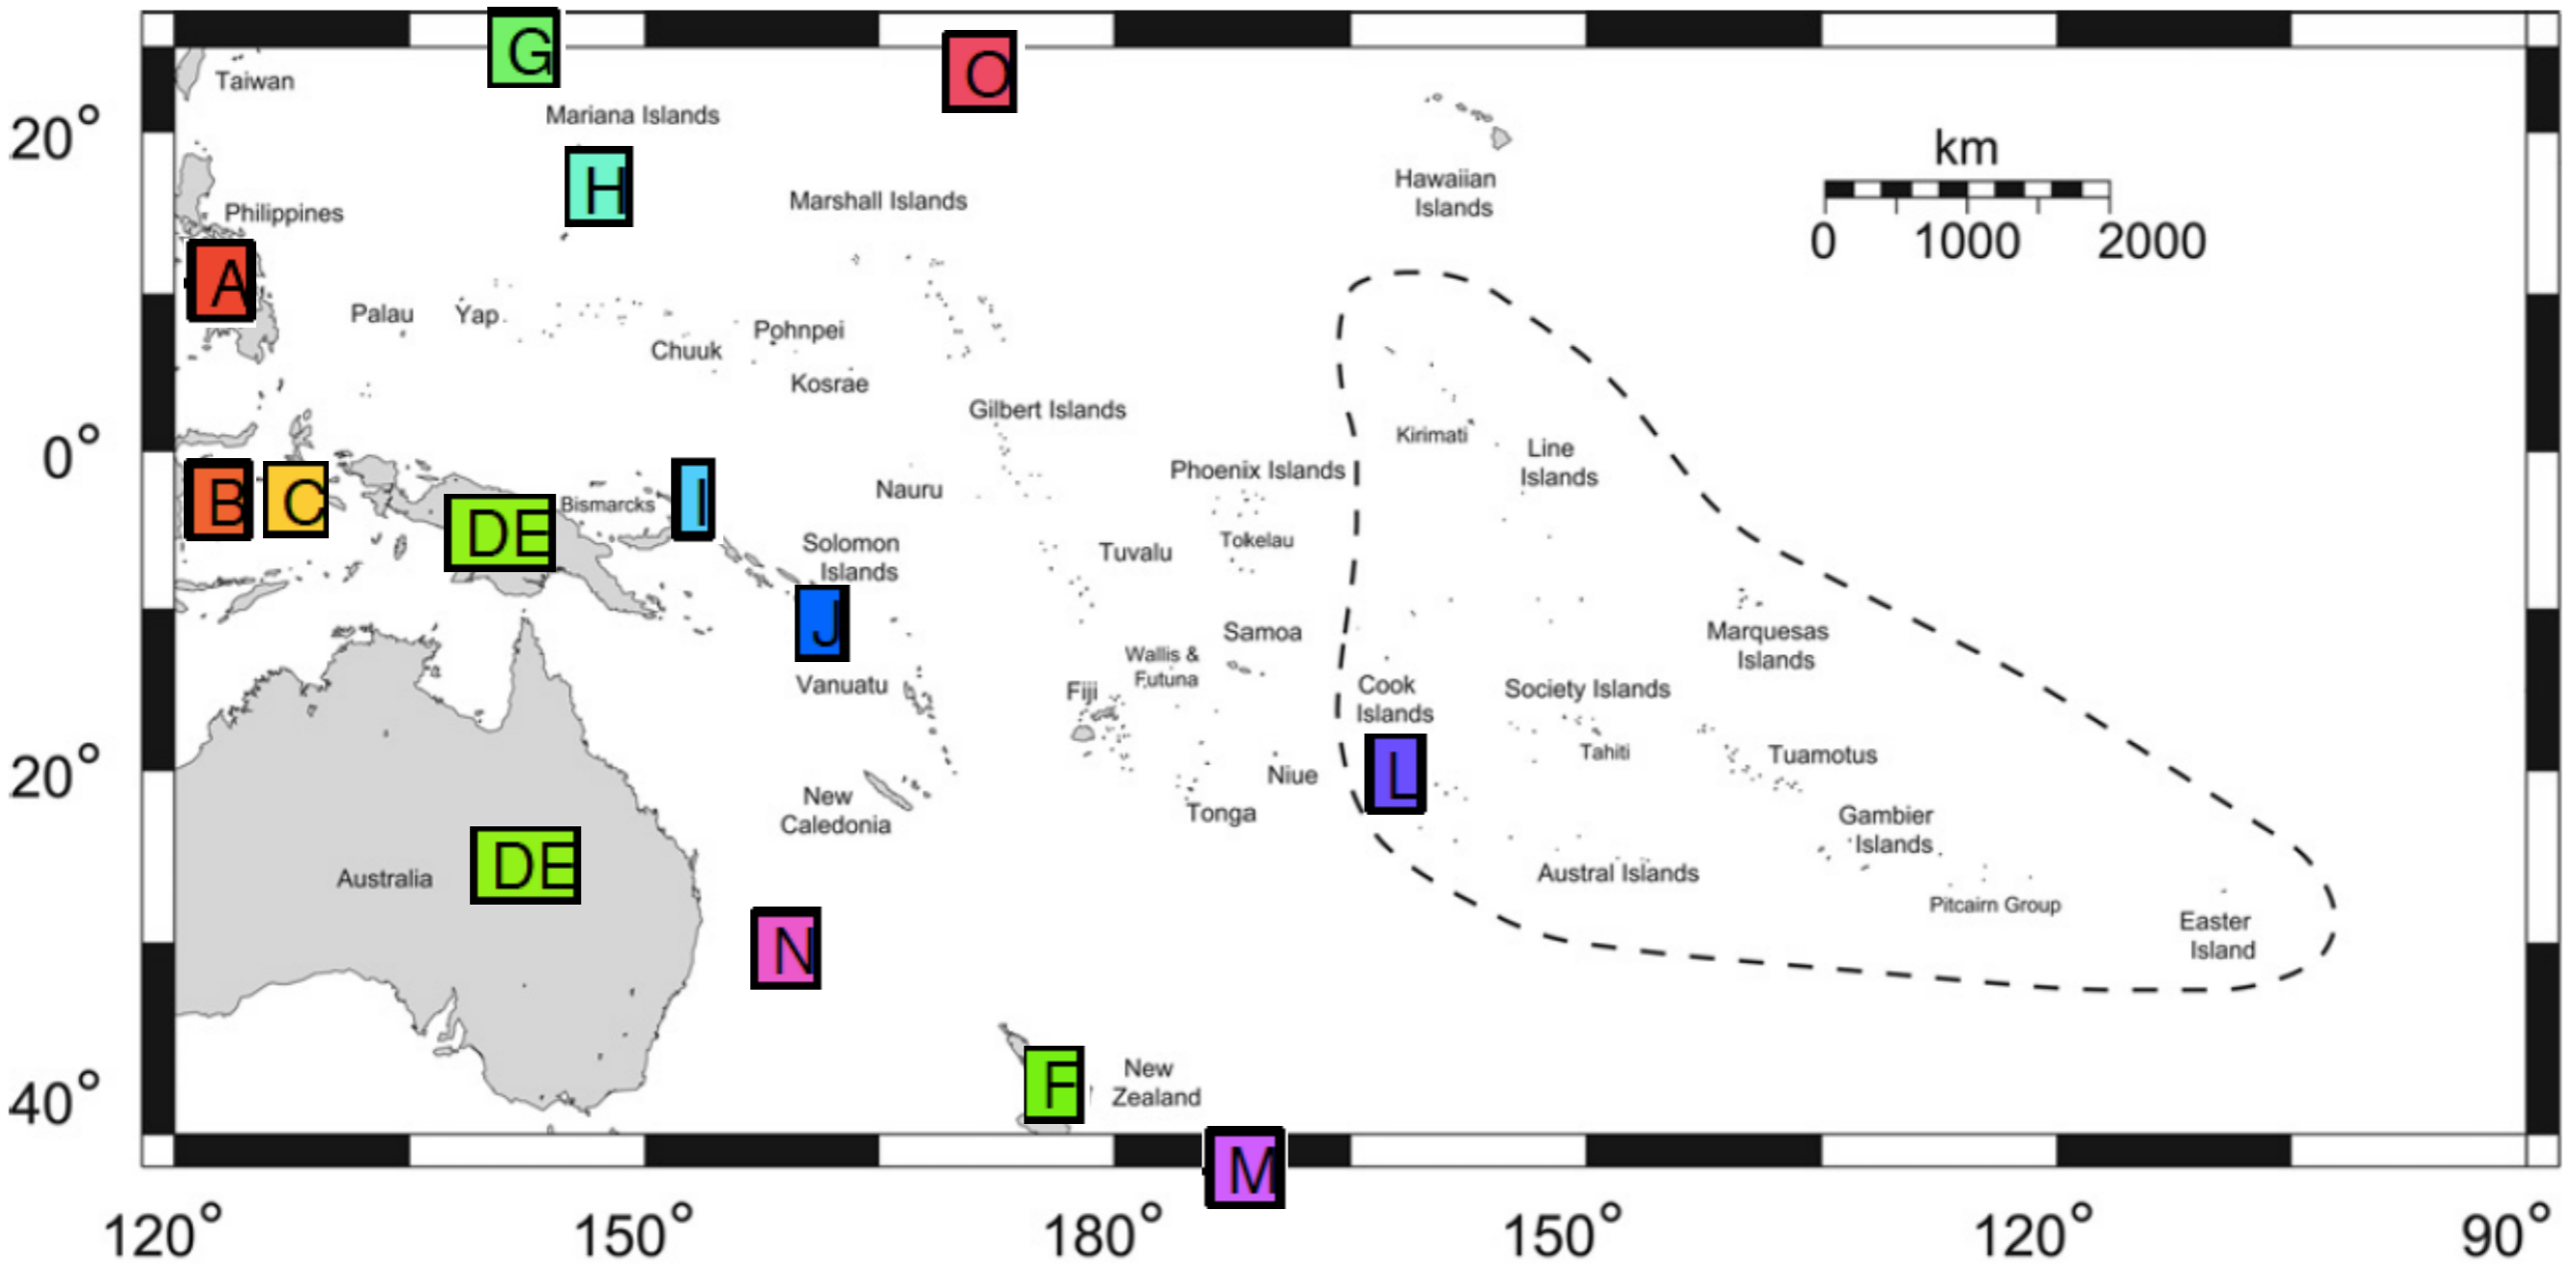 G
O
Taiwan
Mariana Islands
20°
km
H
Hawaiian
Islands
Marshall Islands
Philippines
0 1000 2000
A
Palau
Yap
Pohnpei
Chuuk
Kosrae
Gilbert Islands
0°
Kirimati
Line
Islands
Phoenix Islands
B
C
I
Nauru
Bismarcks
DE
Solomon
Islands
Tuvalu
Tokelau
J
Samoa
Marquesas
Islands
Wallis &
Futuna
Vanuatu
Fiji
Cook
Islands
Society Islands
Tahiti
Tuamotus
20°
L
Niue
New
Caledonia
Tonga
Gambier
Islands
DE
Australia
Austral Islands
Pitcairn Group
Easter
Island
N
40°
F
New
Zealand
M
120° 150° 180° 150° 120° 90°